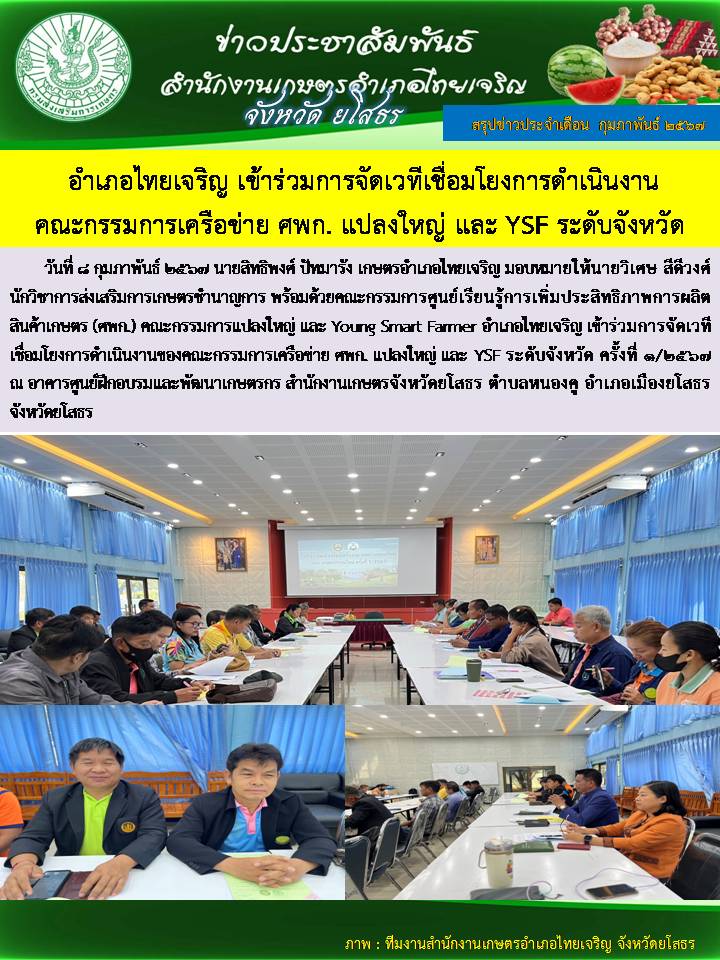 ข่าวประชาสัมพันธ์
สำนักงานเกษตรอำเภอไทยเจริญ
จังหวัด ยโสธร
กรมส่งเสริมการเกษตร
สรุปข่าวประจำเดือน กุมภาพันธ์ ๒๕๖๗
อำเภอไทยเจริญ เข้าร่วมการจัดเวทีเชื่อมโยงการดำเนินงาน
คณะกรรมการเครือข่าย ศพก. แปลงใหญ่ และ YSF ระดับจังหวัด
วันที่ ๘ กุมภาพันธ์ ๒๕๖๗ นายสิทธิพงศ์ ปัทมารัง เกษตรอำเภอไทยเจริญ มอบหมายให้นายวิเศษ สีดีวงศ์
นักวิชาการส่งเสริมการเกษตรชำนาญการ พร้อมด้วยคณะกรรมการศูนย์เรียนรู้การเพิ่มประสิทธิภาพการผลิต
สินค้าเกษตร (ศพก.) คณะกรรมการแปลงใหญ่ และ Young Smart Farmer อำเภอไทยเจริญ เข้าร่วมการจัดเวที
เชื่อมโยงการดำเนินงานของคณะกรรมการเครือข่าย ศพก. แปลงใหญ่ และ YSF ระดับจังหวัด ครั้งที่ ๑/๒๕๖๗
ณ อาคารศูนย์ฝึกอบรมและพัฒนาเกษตรกร สำนักงานเกษตรจังหวัดยโสธร ตำบลหนองคู อำเภอเมืองยโสธร
จังหวัดยโสธร
ภาพ : ทีมงานสำนักงานเกษตรอำเภอไทยเจริญ จังหวัดยโสธร